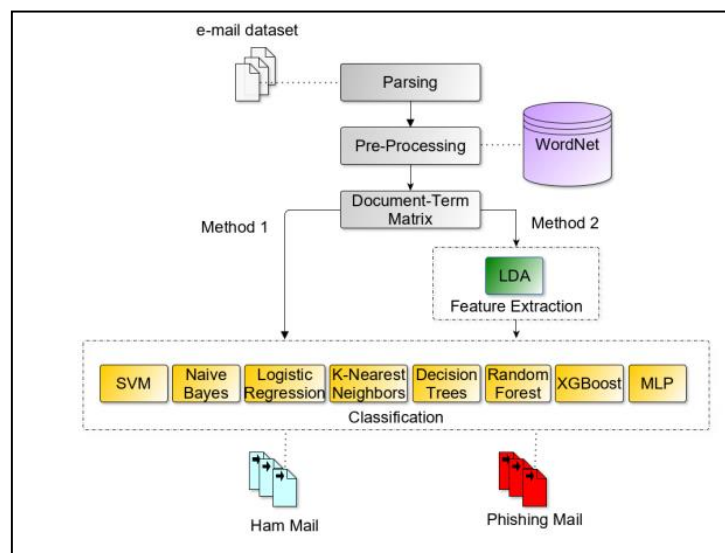 e-mail dataset
Parsing
Pre-Processing
WordNet
Document-Term
Matrix
Method 1
Method 2
LDA
Feature Extraction
SVM
Naive
Bayes
Logistic
Regression
K-Nearest
Neighbors
Decision
Trees
Random
Forest
XGBoost
MLP
Classification
Ham Mail
Phishing Mail